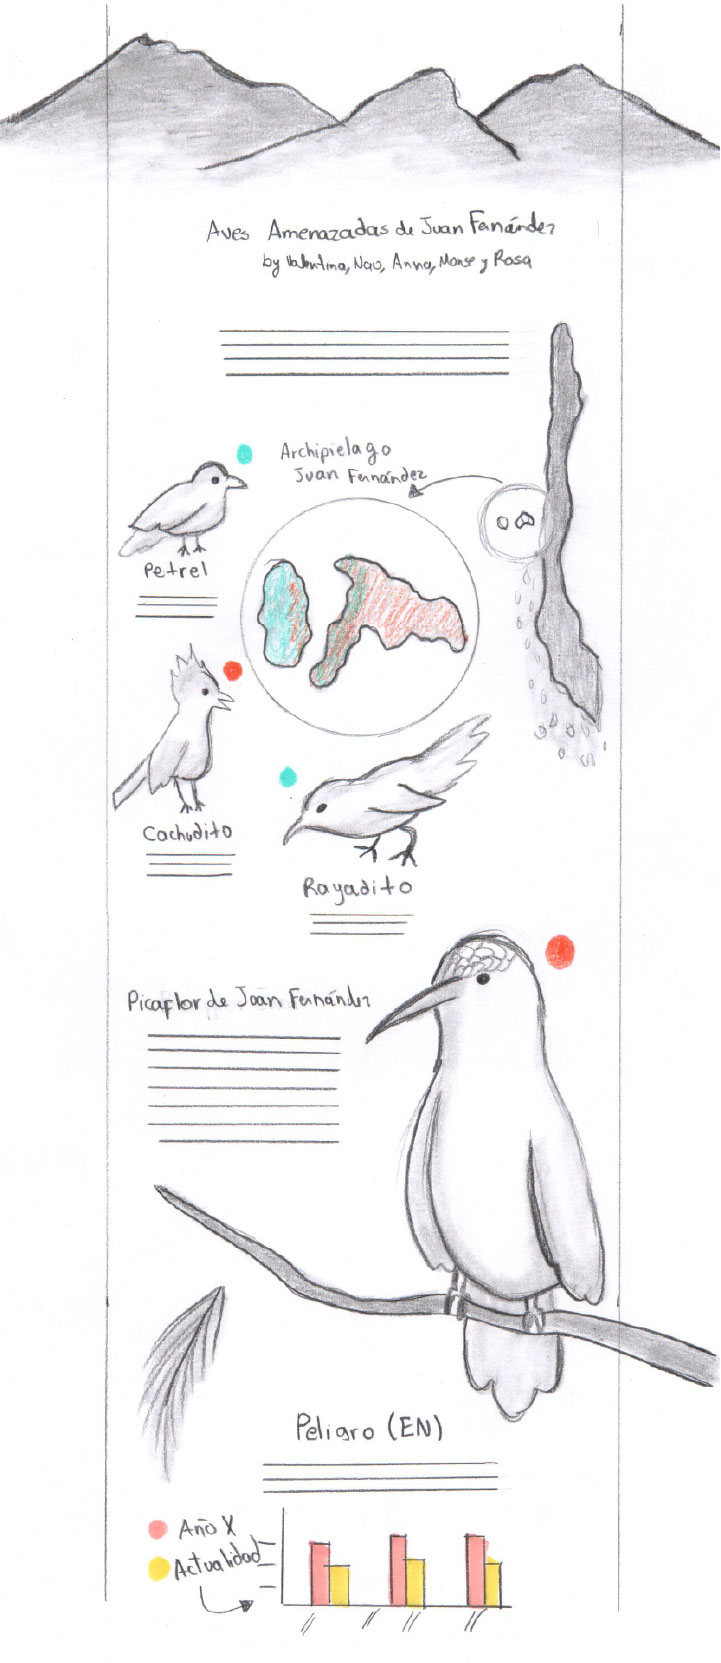 Aves Amenazadas de Juan Fernández
by Valentina, Nao, Anna, Monse y Rosa
Archipielago
Juan Fernández
Petrel
Cachudito
Rayadito
Picaflor de Juan Fernández
Peligro (EN)
Año X
Actualidad